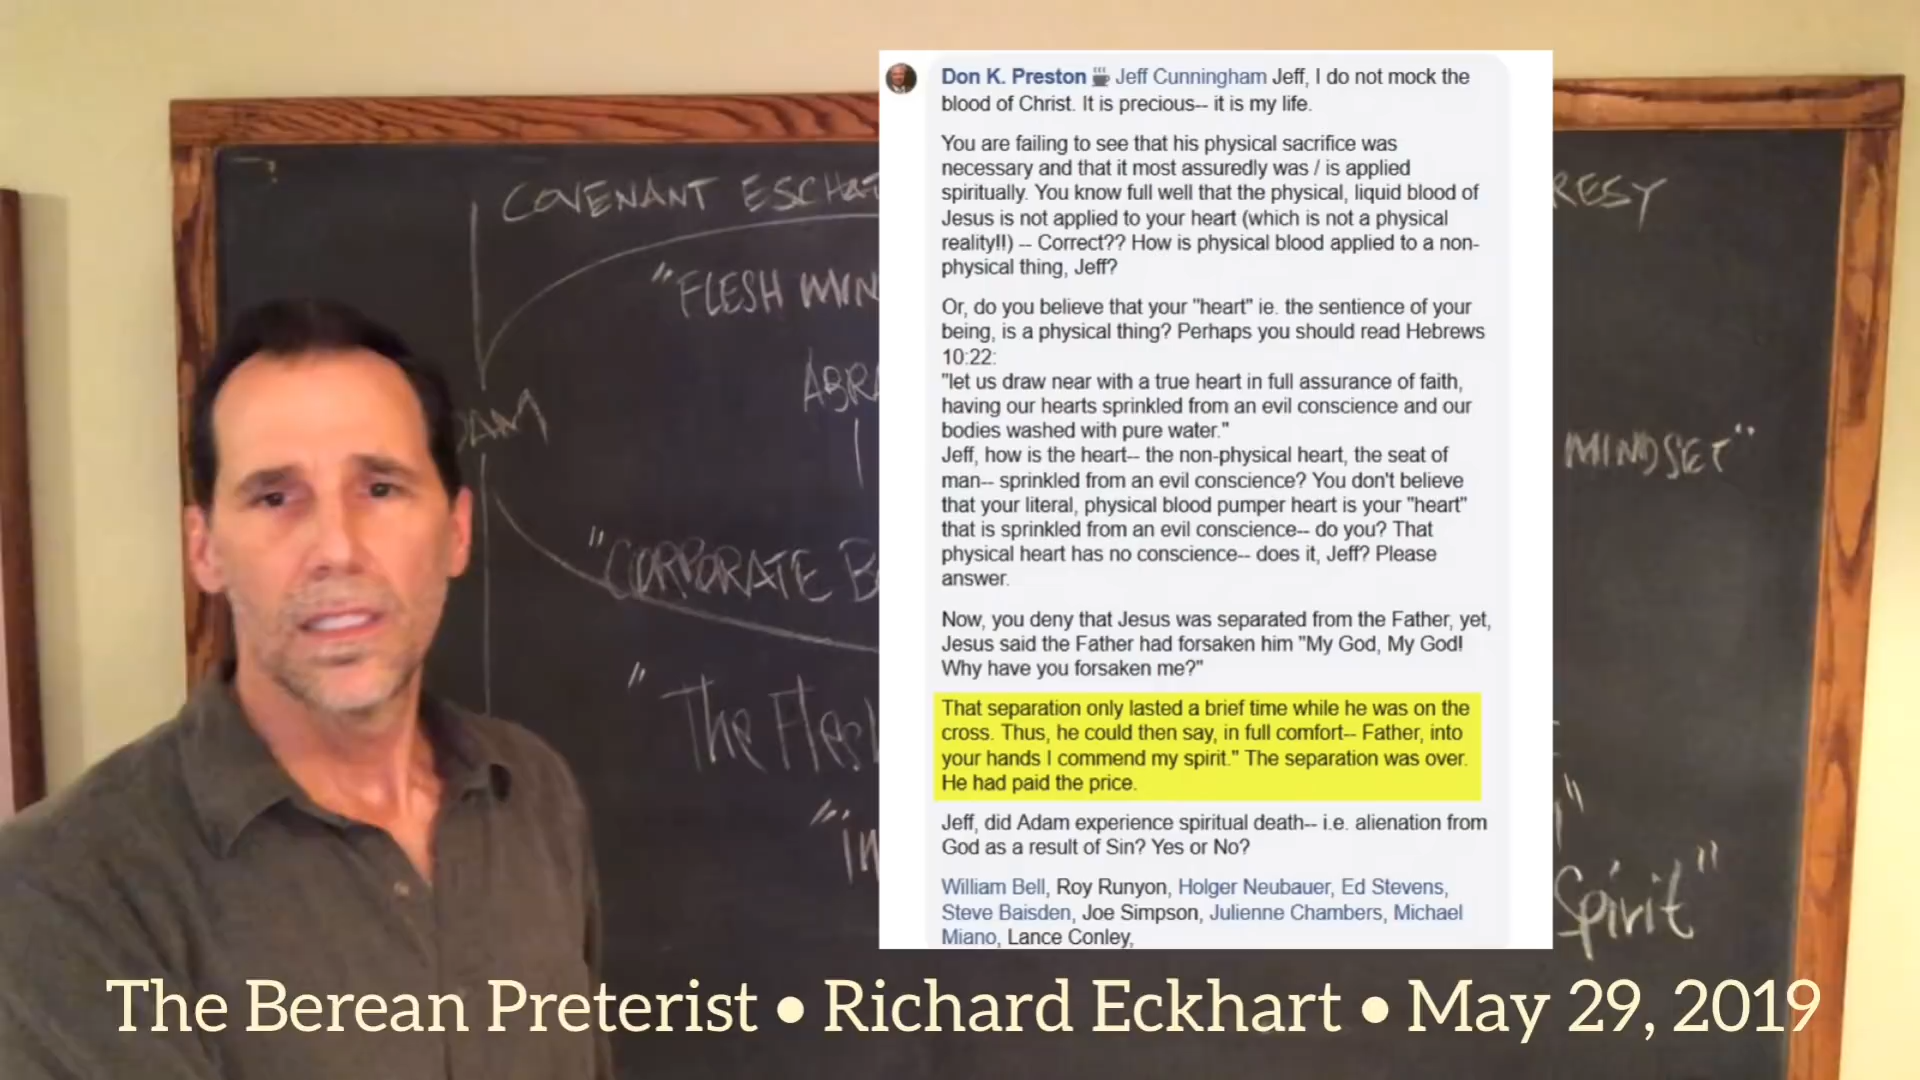 COVENANT ESCHAT
RESY
"FLESH MIN
ABRA
DAM
MINDSET"
"CORPORATE B
"The Flesh
"in
Spirit"
Don K. Preston Jeff Cunningham Jeff, I do not mock the
blood of Christ. It is precious-- it is my life.
You are failing to see that his physical sacrifice was
necessary and that it most assuredly was / is applied
spiritually. You know full well that the physical, liquid blood of
Jesus is not applied to your heart (which is not a physical
reality!!) -- Correct?? How is physical blood applied to a non-
physical thing, Jeff?
Or, do you believe that your "heart" ie. the sentience of your
being, is a physical thing? Perhaps you should read Hebrews
10:22:
"let us draw near with a true heart in full assurance of faith,
having our hearts sprinkled from an evil conscience and our
bodies washed with pure water."
Jeff, how is the heart-- the non-physical heart, the seat of
man-- sprinkled from an evil conscience? You don't believe
that your literal, physical blood pumper heart is your "heart"
that is sprinkled from an evil conscience-- do you? That
physical heart has no conscience-- does it, Jeff? Please
answer.
Now, you deny that Jesus was separated from the Father, yet,
Jesus said the Father had forsaken him "My God, My God!
Why have you forsaken me?"
That separation only lasted a brief time while he was on the
cross. Thus, he could then say, in full comfort-- Father, into
your hands I commend my spirit." The separation was over.
He had paid the price.
Jeff, did Adam experience spiritual death-- i.e. alienation from
God as a result of Sin? Yes or No?
William Bell, Roy Runyon, Holger Neubauer, Ed Stevens,
Steve Baisden, Joe Simpson, Julienne Chambers, Michael
Miano, Lance Conley,
The Berean Preterist • Richard Eckhart • May 29, 2019